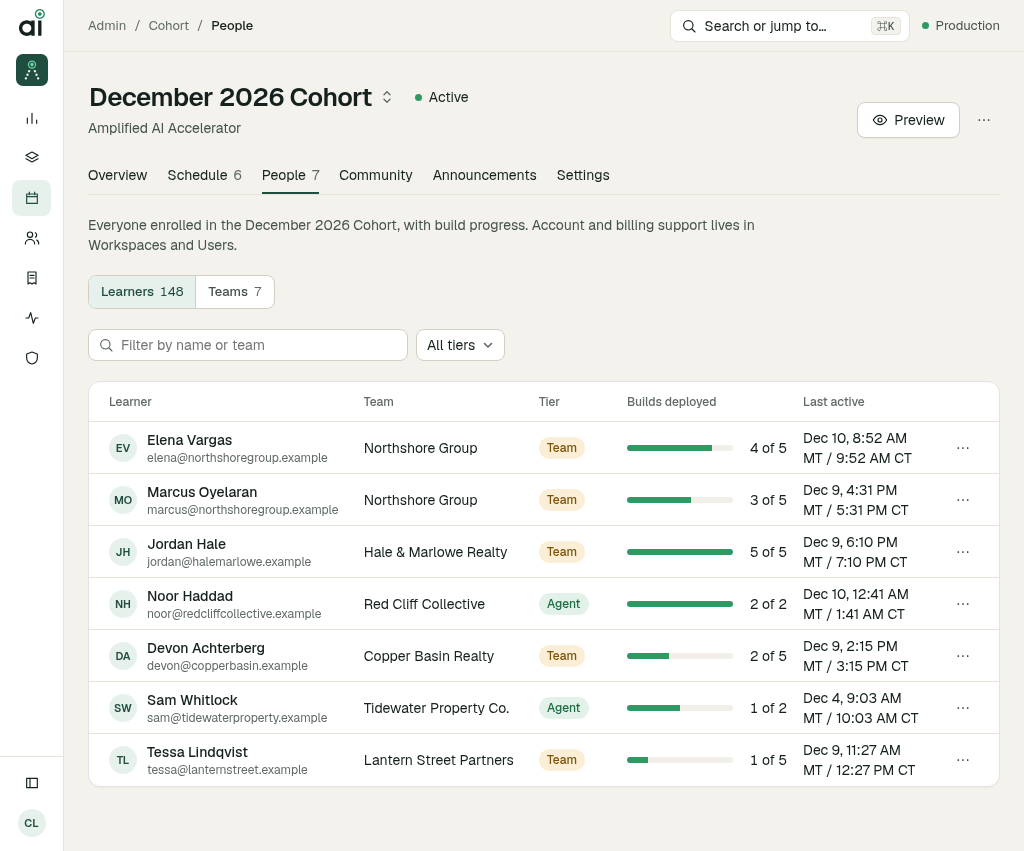 ai
Admin / Cohort / People
Search or jump to…
⌘K
Production
December 2026 Cohort
Active
Amplified AI Accelerator
Preview
Overview
Schedule 6
People 7
Community
Announcements
Settings
Everyone enrolled in the December 2026 Cohort, with build progress. Account and billing support lives in
Workspaces and Users.
Learners 148
Teams 7
Filter by name or team
All tiers
Learner Team Tier Builds deployed Last active
EV
Elena Vargas
elena@northshoregroup.example
Northshore Group
Team
4 of 5
Dec 10, 8:52 AM
MT / 9:52 AM CT
MO
Marcus Oyelaran
marcus@northshoregroup.example
Northshore Group
Team
3 of 5
Dec 9, 4:31 PM
MT / 5:31 PM CT
JH
Jordan Hale
jordan@halemarlowe.example
Hale & Marlowe Realty
Team
5 of 5
Dec 9, 6:10 PM
MT / 7:10 PM CT
NH
Noor Haddad
noor@redcliffcollective.example
Red Cliff Collective
Agent
2 of 2
Dec 10, 12:41 AM
MT / 1:41 AM CT
DA
Devon Achterberg
devon@copperbasin.example
Copper Basin Realty
Team
2 of 5
Dec 9, 2:15 PM
MT / 3:15 PM CT
SW
Sam Whitlock
sam@tidewaterproperty.example
Tidewater Property Co.
Agent
1 of 2
Dec 4, 9:03 AM
MT / 10:03 AM CT
TL
Tessa Lindqvist
tessa@lanternstreet.example
Lantern Street Partners
Team
1 of 5
Dec 9, 11:27 AM
MT / 12:27 PM CT
CL